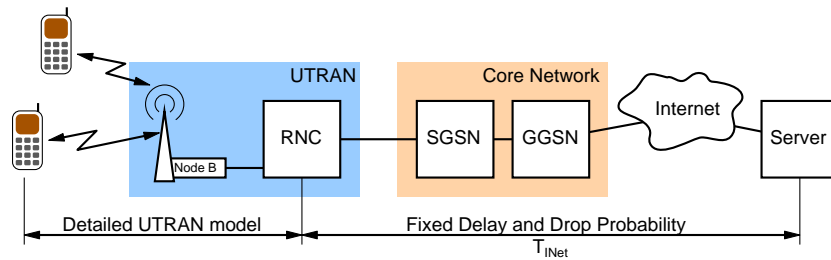 UTRAN
Core Network
Internet
RNC
SGSN
GGSN
Server
Node B
Detailed UTRAN model
Fixed Delay and Drop Probability
T_INet